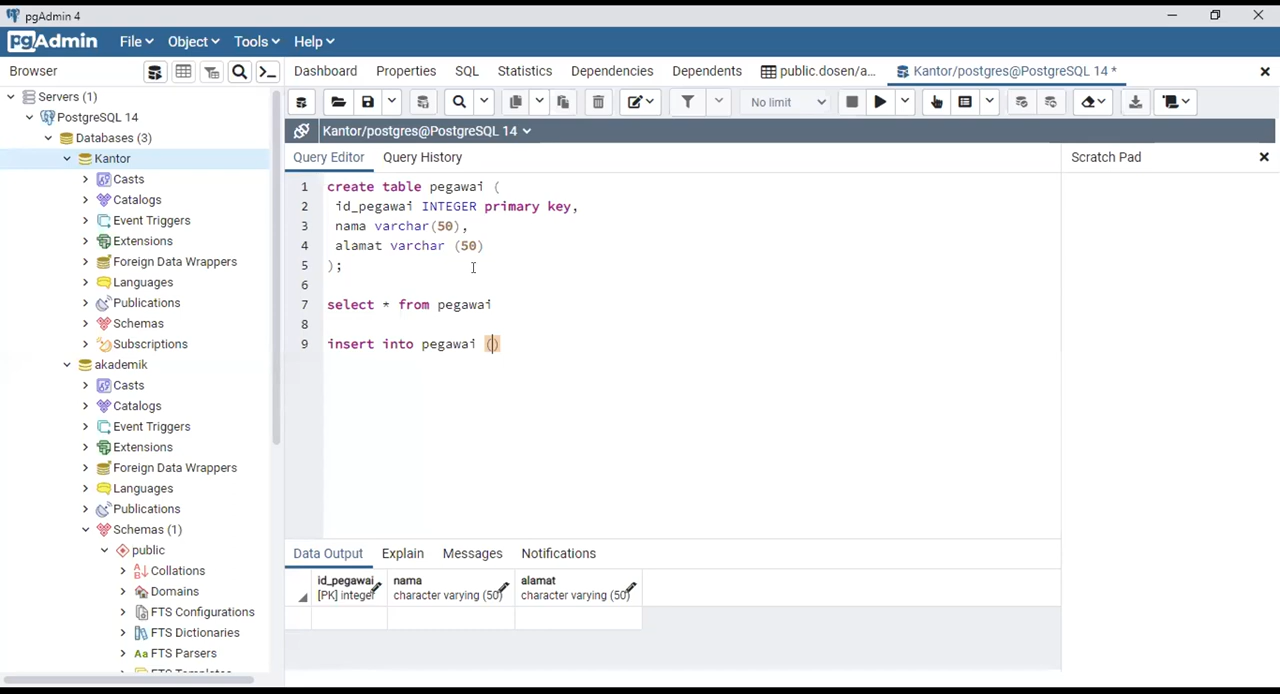 pgAdmin 4
pgAdmin File Object Tools Help
Browser
Dashboard Properties SQL Statistics Dependencies Dependents public.dosen/a... Kantor/postgres@PostgreSQL 14 *
No limit
Kantor/postgres@PostgreSQL 14
Query Editor Query History
Scratch Pad
Servers (1)
PostgreSQL 14
Databases (3)
Kantor
Casts
Catalogs
Event Triggers
Extensions
Foreign Data Wrappers
Languages
Publications
Schemas
Subscriptions
akademik
Casts
Catalogs
Event Triggers
Extensions
Foreign Data Wrappers
Languages
Publications
Schemas (1)
public
Collations
Domains
FTS Configurations
FTS Dictionaries
Aa FTS Parsers
FTS Templates
1 create table pegawai (
2 id_pegawai INTEGER primary key,
3 nama varchar(50),
4 alamat varchar (50)
5 );
6
7 select * from pegawai
8
9 insert into pegawai ()
Data Output Explain Messages Notifications
id_pegawai nama alamat
[PK] integer character varying (50) character varying (50)